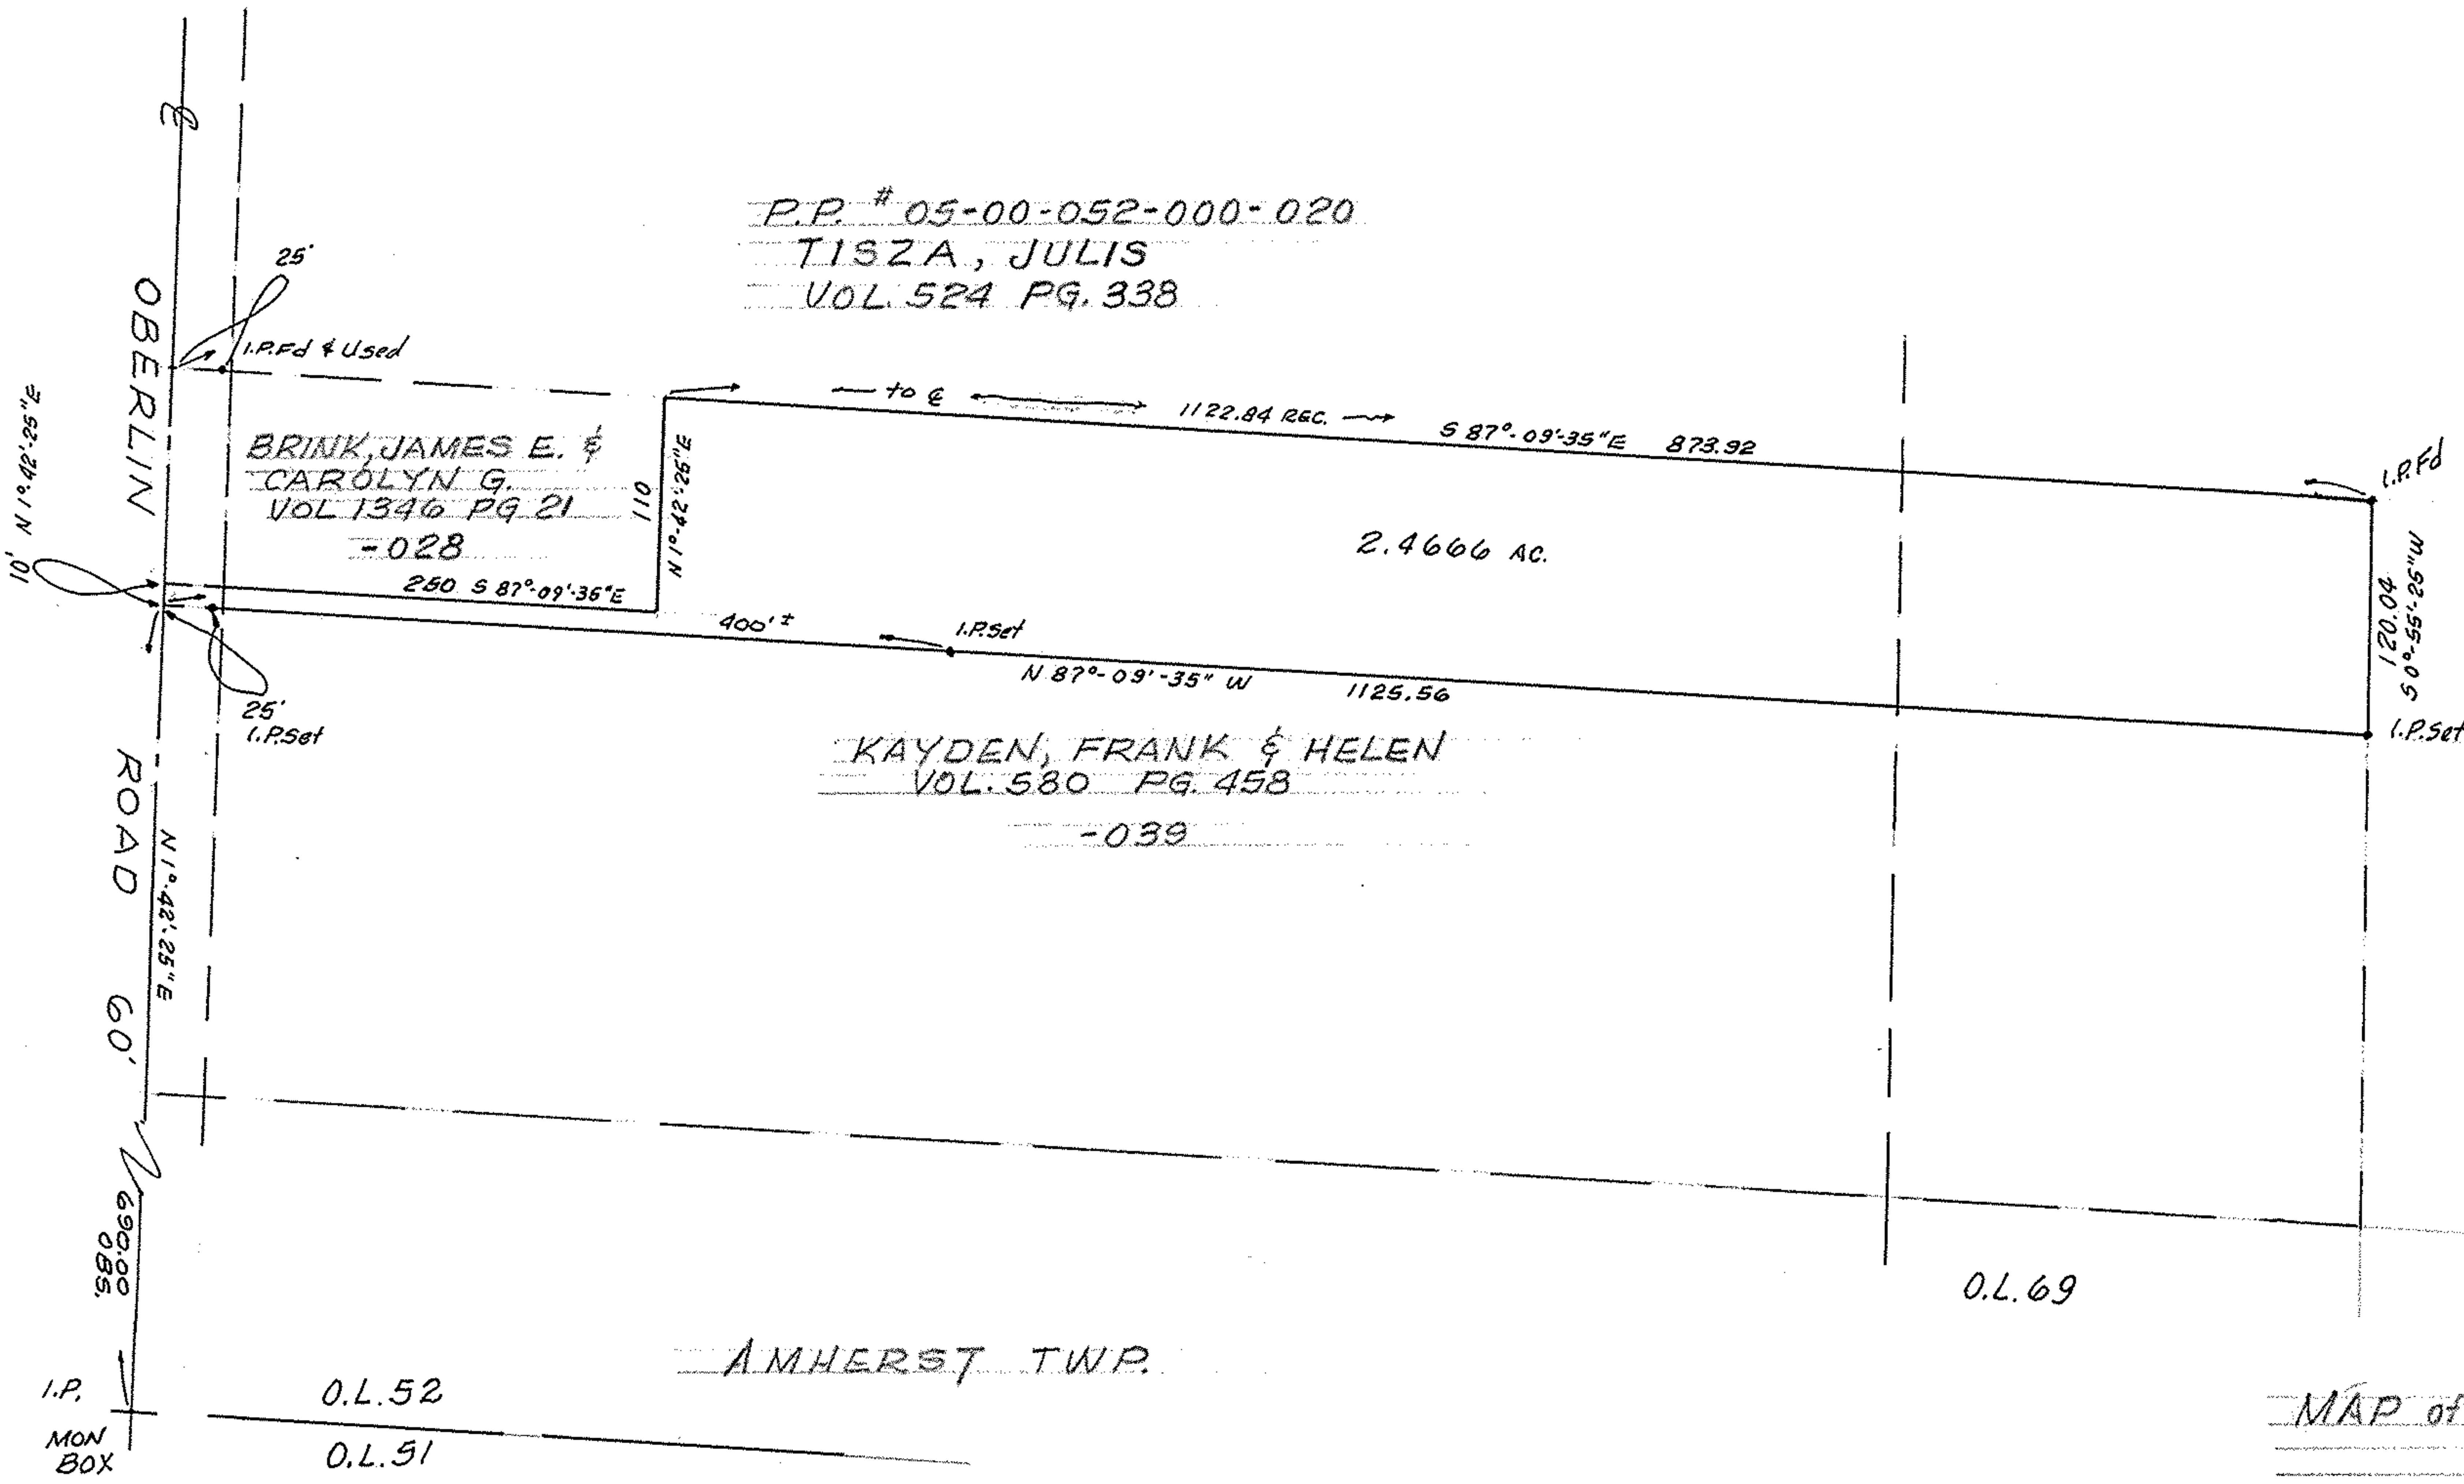 ℄
P.P. # 05-00-052-000-020
TISZA, JULIS
VOL. 524 PG. 338
25'
I.P. Fd & Used
OBERLIN
N 1°-42'-25"E
10'
BRINK, JAMES E. &
CAROLYN G.
VOL 1346 PG 21
-028
110
N 1°-42'-25"E
to ℄
1122.84 REC.
S 87°-09'-35"E 873.92
I.P. Fd
2.4666 AC.
120.04
S 0°-55'-25"W
250 S 87°-09'-35"E
400'±
I.P. Set
N 87°-09'-35" W 1125.56
I.P. Set
25'
I.P. Set
ROAD 60'
N 1°-42'-25"E
KAYDEN, FRANK & HELEN
VOL. 580 PG. 458
-039
690.00
OBS.
O.L. 69
AMHERST TWP.
I.P.
MON
BOX
O.L. 52
O.L. 51
MAP of